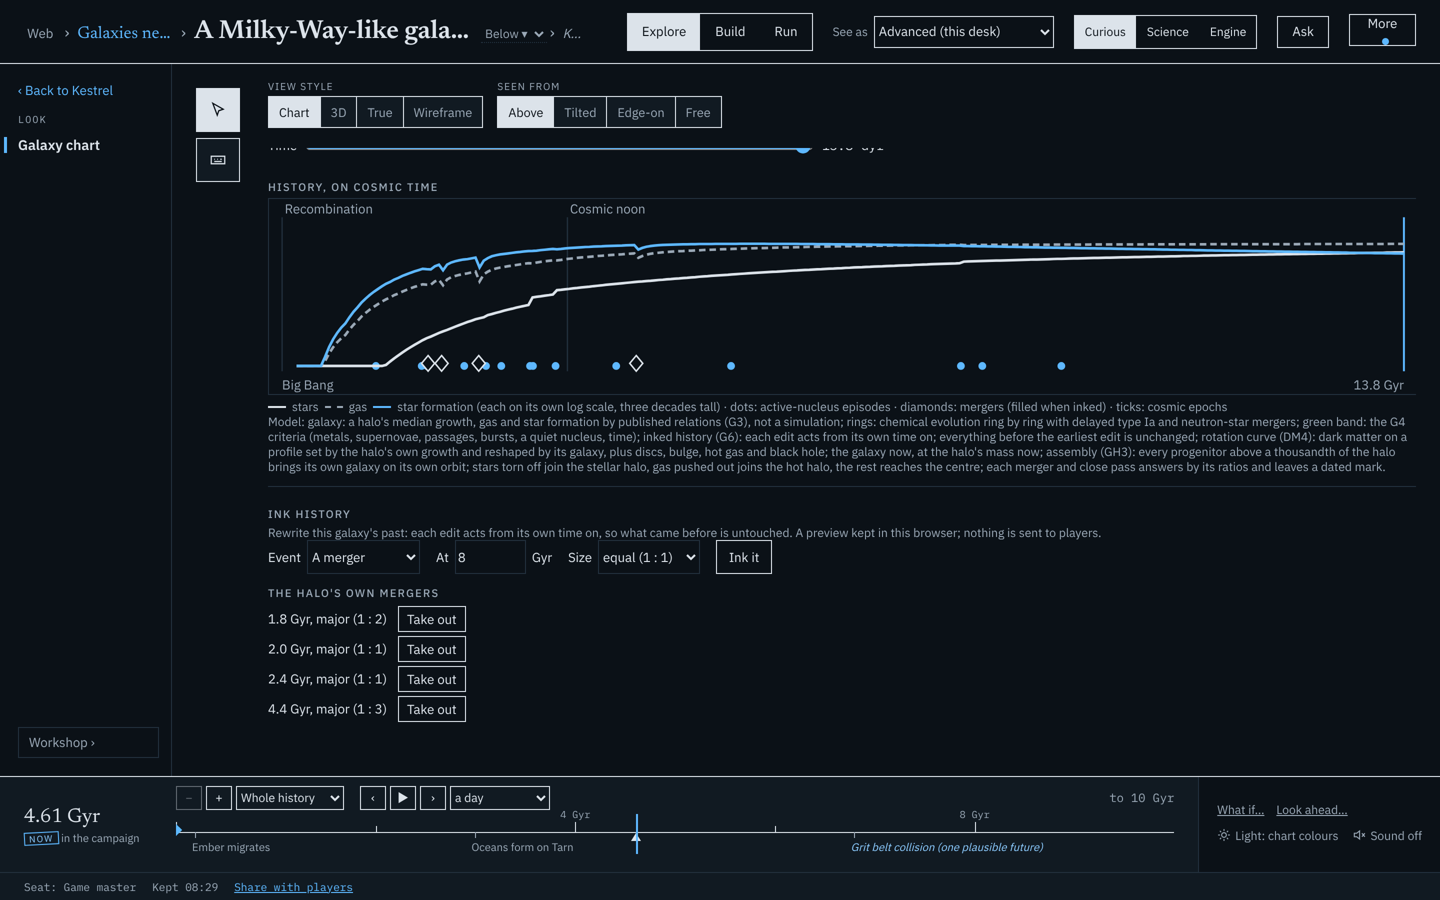 Web › Galaxies ne... › A Milky-Way-like gala... Below ▾ › K...
Explore Build Run
See as Advanced (this desk)
Curious Science Engine
Ask
More
‹ Back to Kestrel
LOOK
Galaxy chart
Workshop ›
VIEW STYLE
Chart 3D True Wireframe
SEEN FROM
Above Tilted Edge-on Free
HISTORY, ON COSMIC TIME
Recombination
Cosmic noon
Big Bang
13.8 Gyr
stars gas star formation (each on its own log scale, three decades tall) · dots: active-nucleus episodes · diamonds: mergers (filled when inked) · ticks: cosmic epochs
Model: galaxy: a halo's median growth, gas and star formation by published relations (G3), not a simulation; rings: chemical evolution ring by ring with delayed type Ia and neutron-star mergers; green band: the G4
criteria (metals, supernovae, passages, bursts, a quiet nucleus, time); inked history (G6): each edit acts from its own time on; everything before the earliest edit is unchanged; rotation curve (DM4): dark matter on a
profile set by the halo's own growth and reshaped by its galaxy, plus discs, bulge, hot gas and black hole; the galaxy now, at the halo's mass now; assembly (GH3): every progenitor above a thousandth of the halo
brings its own galaxy on its own orbit; stars torn off join the stellar halo, gas pushed out joins the hot halo, the rest reaches the centre; each merger and close pass answers by its ratios and leaves a dated mark.
INK HISTORY
Rewrite this galaxy's past: each edit acts from its own time on, so what came before is untouched. A preview kept in this browser; nothing is sent to players.
Event A merger At 8 Gyr Size equal (1 : 1) Ink it
THE HALO'S OWN MERGERS
1.8 Gyr, major (1 : 2) Take out
2.0 Gyr, major (1 : 1) Take out
2.4 Gyr, major (1 : 1) Take out
4.4 Gyr, major (1 : 3) Take out
4.61 Gyr
NOW in the campaign
− + Whole history ‹ ▶ › a day
to 10 Gyr
4 Gyr
8 Gyr
Ember migrates
Oceans form on Tarn
Grit belt collision (one plausible future)
What if... Look ahead...
Light: chart colours Sound off
Seat: Game master Kept 08:29 Share with players